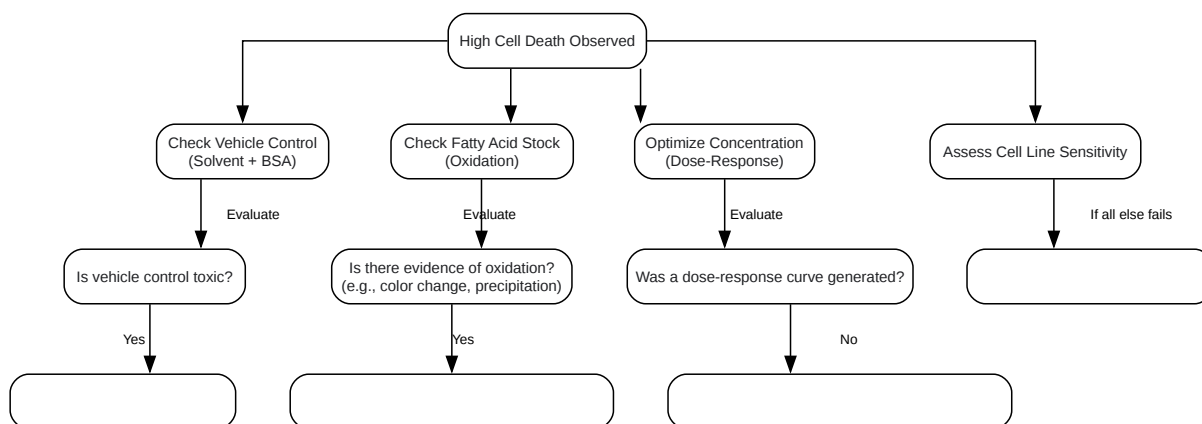 High Cell Death Observed
Check Vehicle Control
(Solvent + BSA)
Check Fatty Acid Stock
(Oxidation)
Optimize Concentration
(Dose-Response)
Assess Cell Line Sensitivity
Evaluate
Evaluate
Evaluate
If all else fails
Is vehicle control toxic?
Is there evidence of oxidation?
(e.g., color change, precipitation)
Was a dose-response curve generated?
Yes
Yes
No